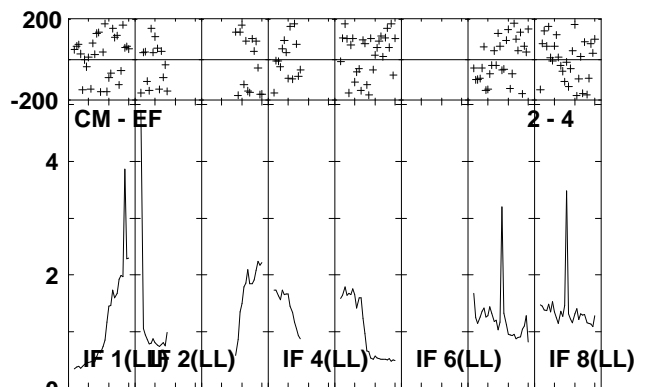 200
-200
CM - EF 2 - 4
4
2
IF 1(LL) IF 2(LL) IF 4(LL) IF 6(LL) IF 8(LL)
0